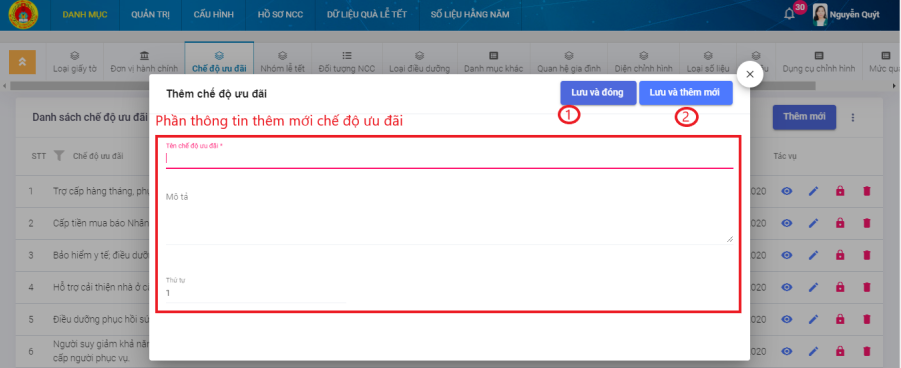 DANH MỤC QUẢN TRỊ CẤU HÌNH HỒ SƠ NCC DỮ LIỆU QUÀ LỄ TẾT SỐ LIỆU HẰNG NĂM 30 Nguyễn Quýt
Loại giấy tờ Đơn vị hành chính Chế độ ưu đãi Nhóm lễ tết Đối tượng NCC Loại điều dưỡng Danh mục khác Quan hệ gia đình Diện chỉnh hình Loại số liệu Dụng cụ chỉnh hình Mức qu
Thêm chế độ ưu đãi Lưu và đóng Lưu và thêm mới
Danh sách chế độ ưu đãi Phần thông tin thêm mới chế độ ưu đãi 1 2 Thêm mới
STT Chế độ ưu đãi Tên chế độ ưu đãi * Tác vụ
1 Trợ cấp hàng tháng, phụ 020
Mô tả
2 Cấp tiền mua báo Nhân 020
3 Bảo hiểm y tế; điều dưỡ 020
4 Hỗ trợ cải thiện nhà ở c 020
Thứ tự
1
5 Điều dưỡng phục hồi sứ 020
6 Người suy giảm khả năn 020
cấp người phục vụ.